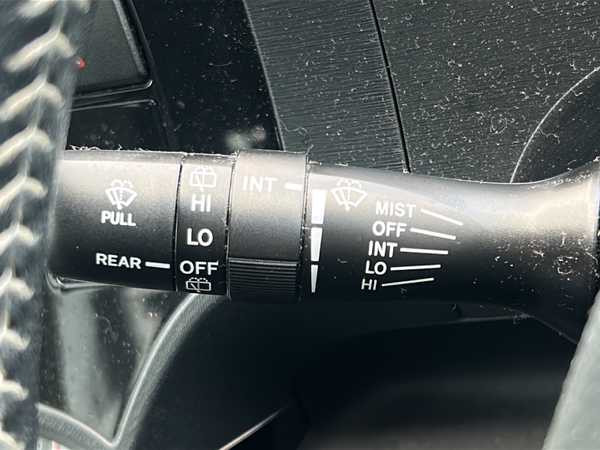 PULL
REAR
HI
LO
OFF
INT
MIST
OFF
INT
LO
HI